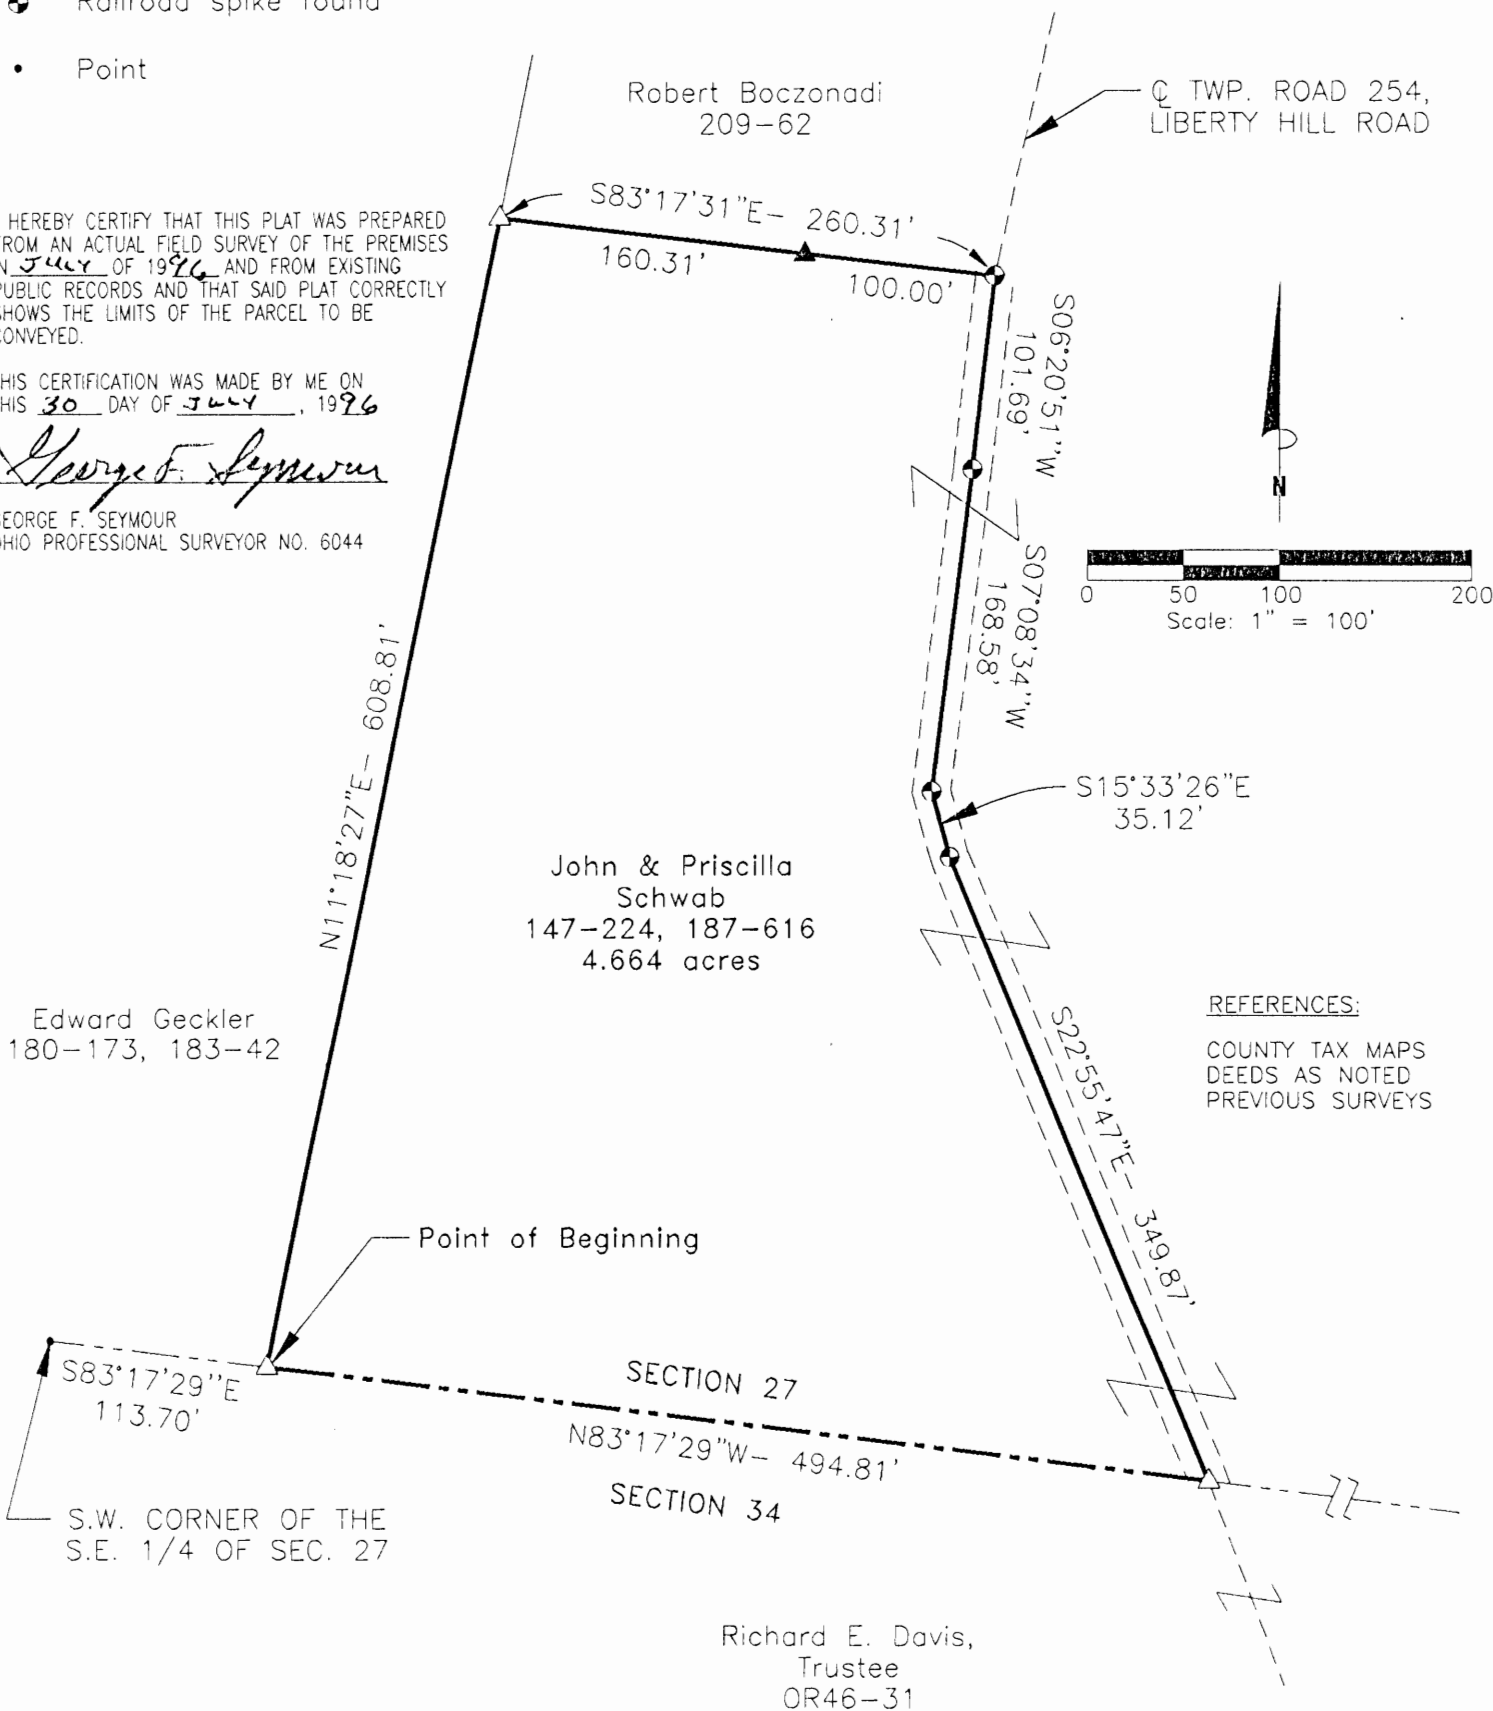 Railroad spike found
Point
Robert Boczonadi
209-62
℄ TWP. ROAD 254,
LIBERTY HILL ROAD
HEREBY CERTIFY THAT THIS PLAT WAS PREPARED
FROM AN ACTUAL FIELD SURVEY OF THE PREMISES
IN JULY OF 1996 AND FROM EXISTING
PUBLIC RECORDS AND THAT SAID PLAT CORRECTLY
SHOWS THE LIMITS OF THE PARCEL TO BE
CONVEYED.
THIS CERTIFICATION WAS MADE BY ME ON
THIS 30 DAY OF JULY, 1996
George F. Seymour
GEORGE F. SEYMOUR
OHIO PROFESSIONAL SURVEYOR NO. 6044
S83°17'31"E- 260.31'
160.31'
100.00'
S06°20'51"W
101.69'
N
0 50 100 200
Scale: 1" = 100'
S07°08'34"W
168.58'
N11°18'27"E- 608.81'
S15°33'26"E
35.12'
John & Priscilla
Schwab
147-224, 187-616
4.664 acres
Edward Geckler
180-173, 183-42
REFERENCES:
COUNTY TAX MAPS
DEEDS AS NOTED
PREVIOUS SURVEYS
S22°55'47"E- 349.87'
Point of Beginning
S83°17'29"E
113.70'
SECTION 27
N83°17'29"W- 494.81'
SECTION 34
S.W. CORNER OF THE
S.E. 1/4 OF SEC. 27
Richard E. Davis,
Trustee
OR46-31